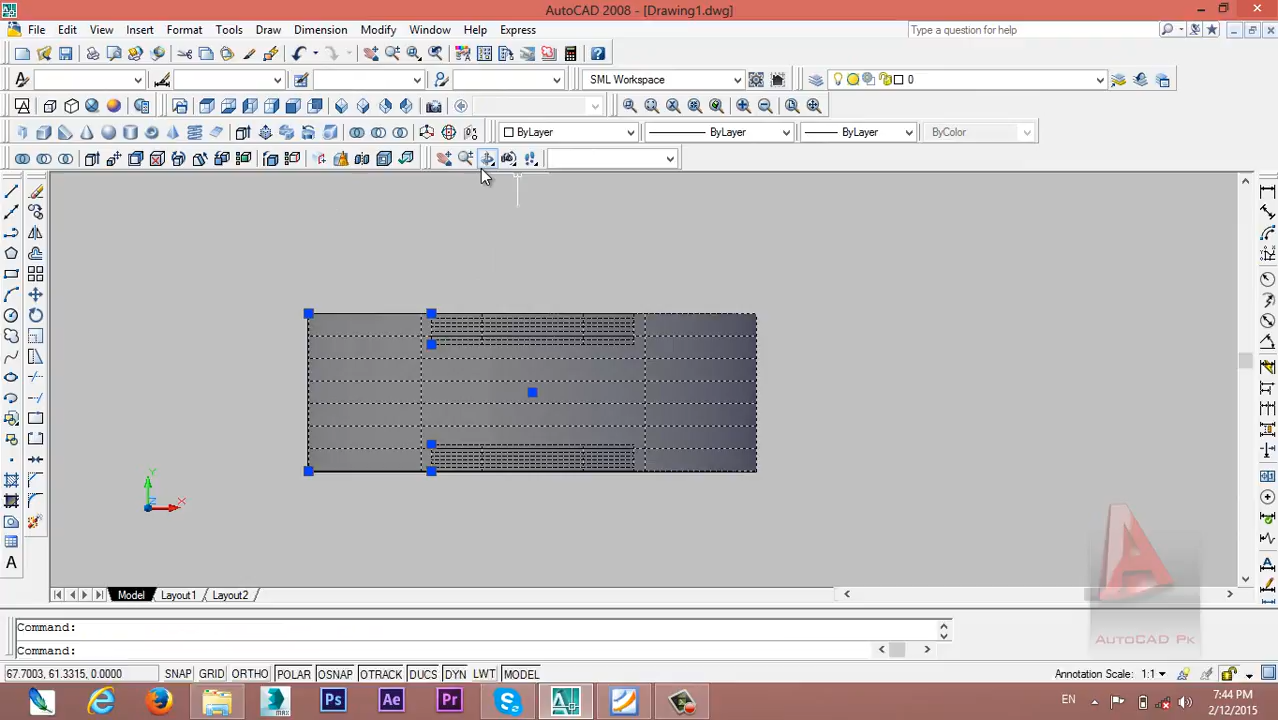 AutoCAD 2008 - [Drawing1.dwg]
File Edit View Insert Format Tools Draw Dimension Modify Window Help Express
Type a question for help
SML Workspace
0
ByLayer ByLayer ByLayer ByColor
Y
X
Z
Model Layout1 Layout2
Command:
Command:
AUTOCAD PK
67.7003, 61.3315, 0.0000 SNAP GRID ORTHO POLAR OSNAP OTRACK DUCS DYN LWT MODEL Annotation Scale: 1:1
Ps Ae Pr
EN
7:44 PM
2/12/2015